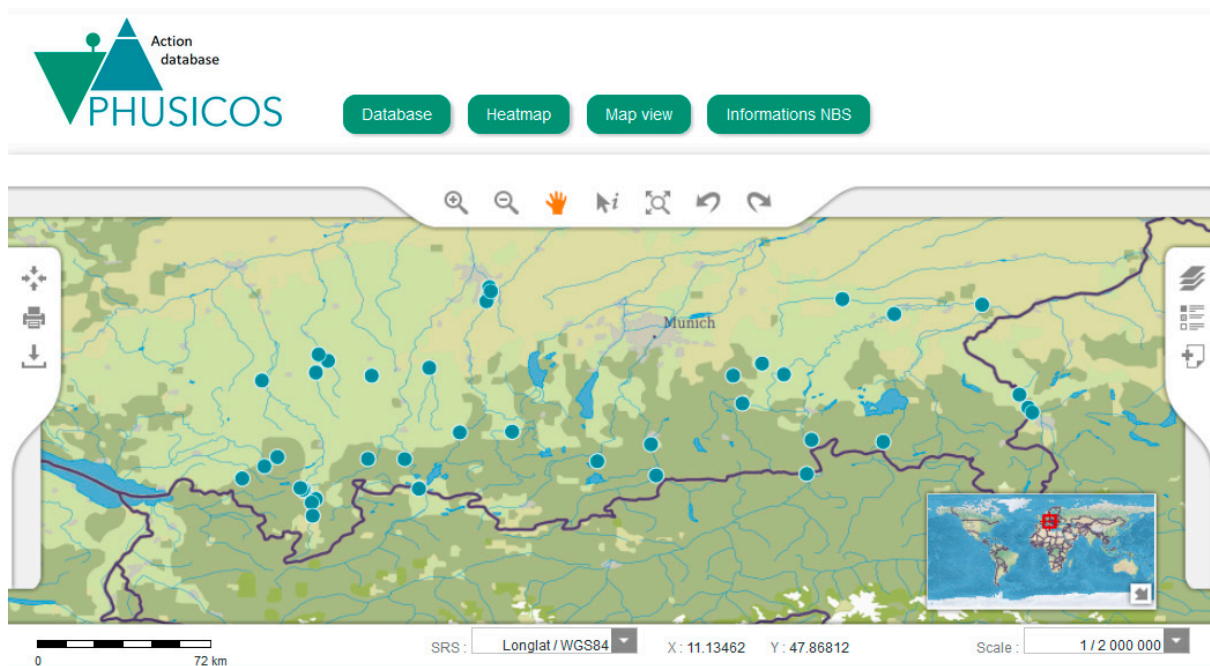 Action
database
PHUSICOS
Database Heatmap Map view Informations NBS
Munich
0 72 km
SRS : Longlat / WGS84 X : 11.13462 Y : 47.86812 Scale : 1 / 2 000 000